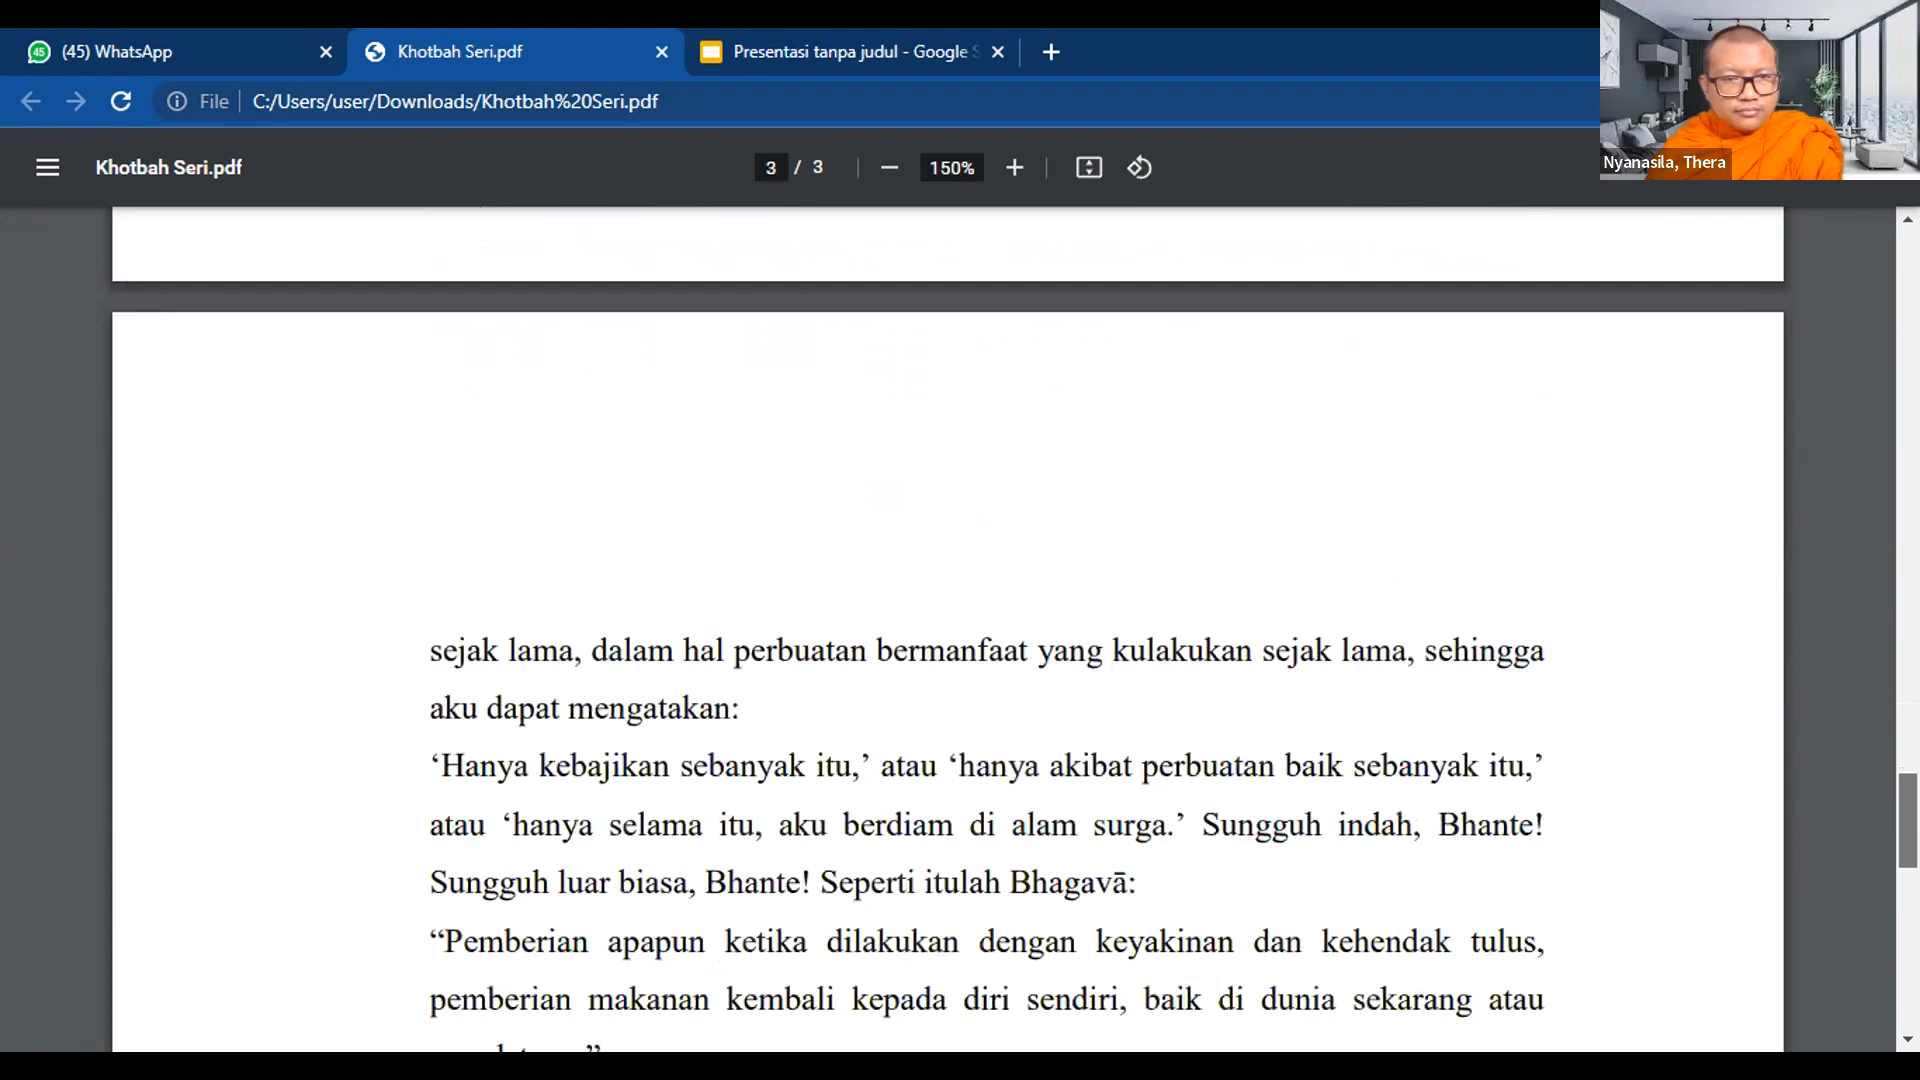 (45) WhatsApp
Khotbah Seri.pdf
Presentasi tanpa judul - Google
File
C:/Users/user/Downloads/Khotbah%20Seri.pdf
Nyanasila, Thera
Khotbah Seri.pdf
3 / 3
150%
sejak lama, dalam hal perbuatan bermanfaat yang kulakukan sejak lama, sehingga
aku dapat mengatakan:
‘Hanya kebajikan sebanyak itu,’ atau ‘hanya akibat perbuatan baik sebanyak itu,’
atau ‘hanya selama itu, aku berdiam di alam surga.’ Sungguh indah, Bhante!
Sungguh luar biasa, Bhante! Seperti itulah Bhagavā:
“Pemberian apapun ketika dilakukan dengan keyakinan dan kehendak tulus,
pemberian makanan kembali kepada diri sendiri, baik di dunia sekarang atau